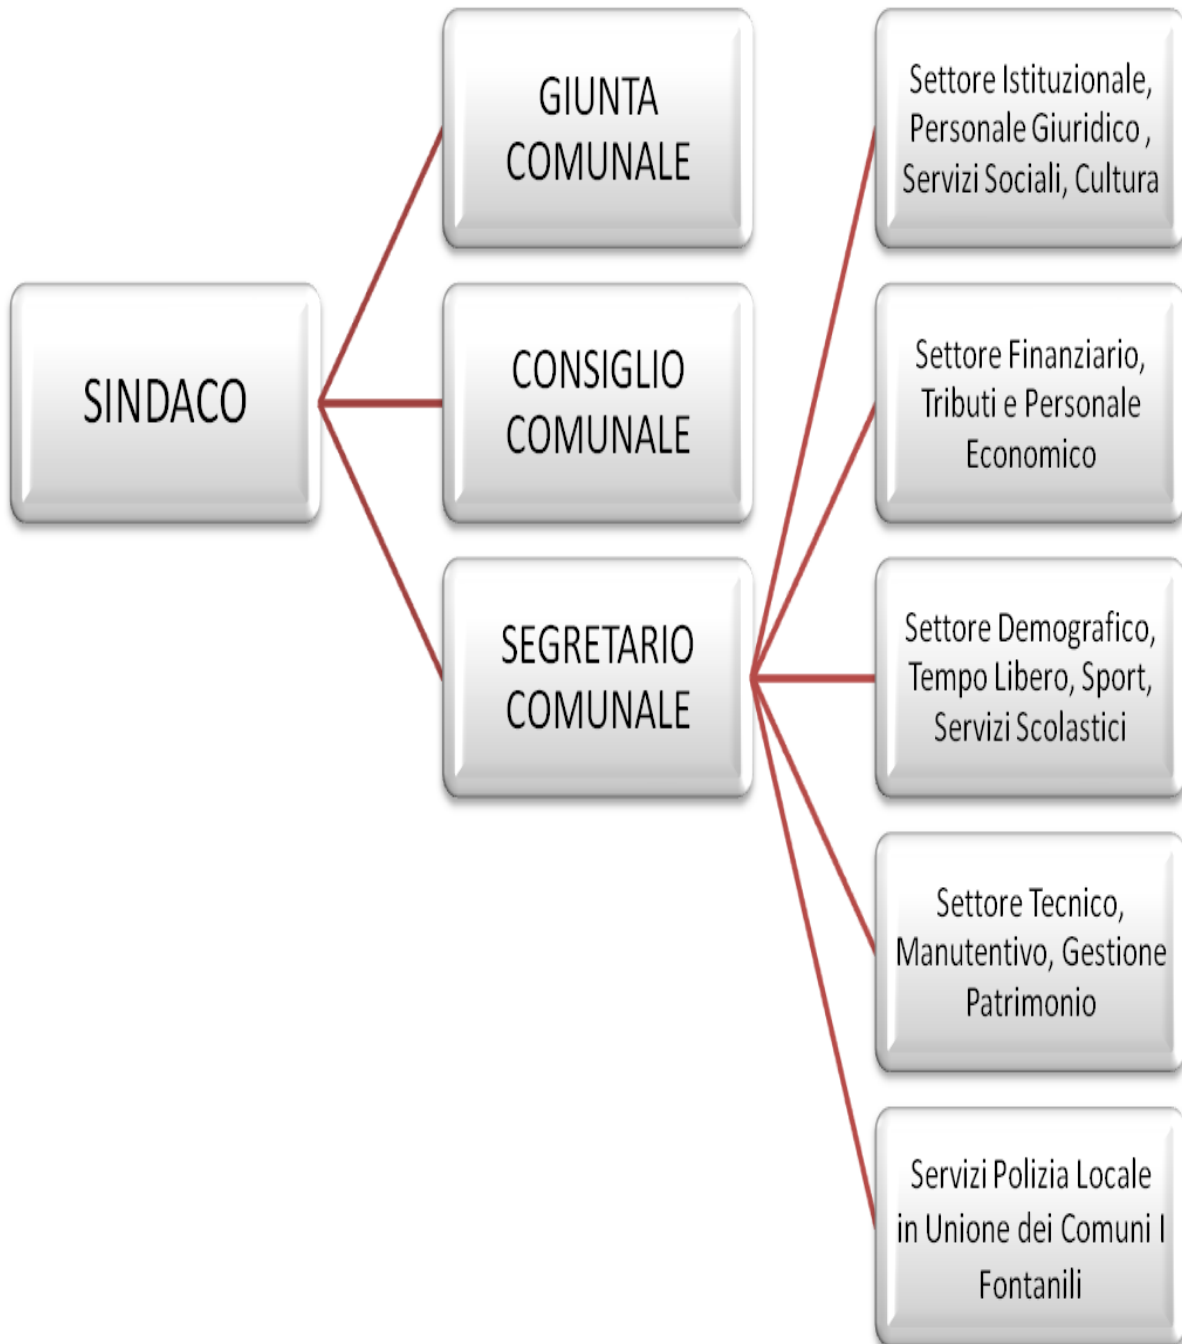 SINDACO
GIUNTA
COMUNALE
CONSIGLIO
COMUNALE
SEGRETARIO
COMUNALE
Settore Istituzionale,
Personale Giuridico ,
Servizi Sociali, Cultura
Settore Finanziario,
Tributi e Personale
Economico
Settore Demografico,
Tempo Libero, Sport,
Servizi Scolastici
Settore Tecnico,
Manutentivo, Gestione
Patrimonio
Servizi Polizia Locale
in Unione dei Comuni I
Fontanili